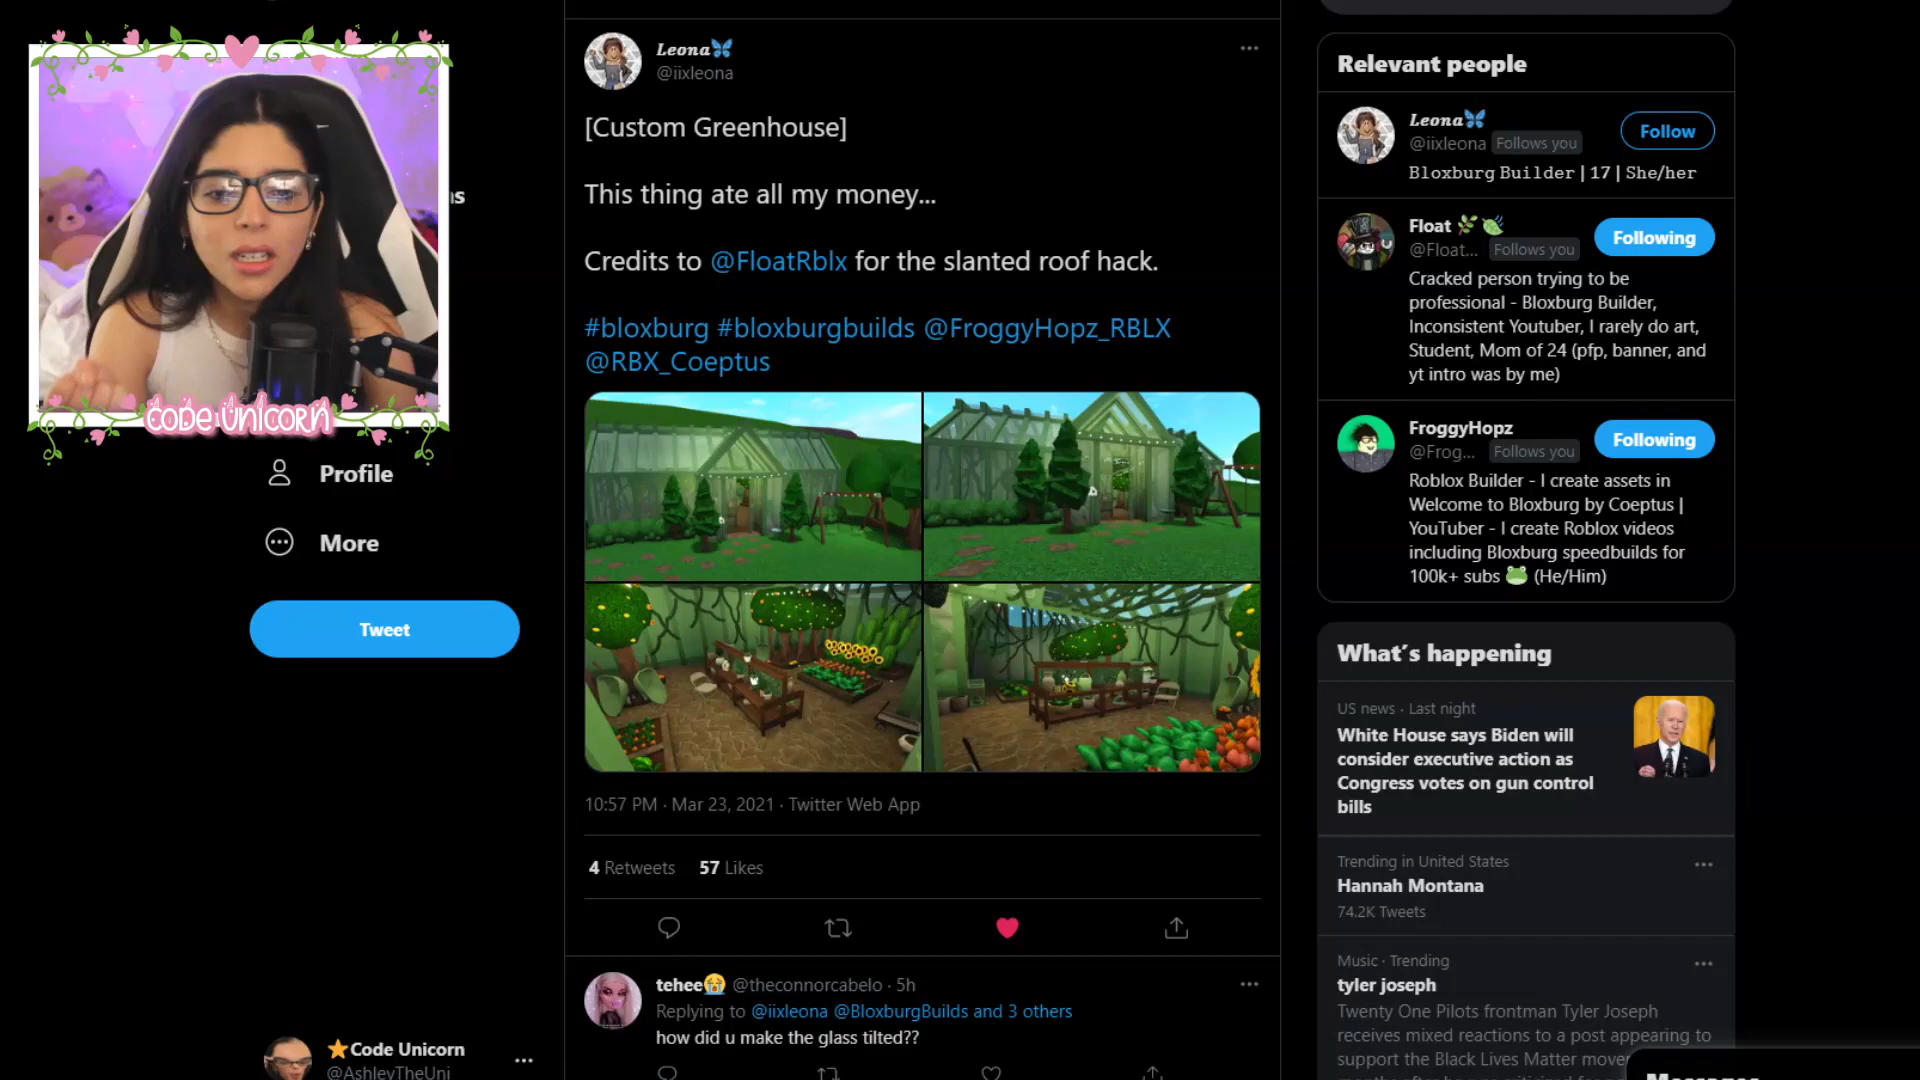 Leona🦋
@iixleona
[Custom Greenhouse]
This thing ate all my money...
Credits to @FloatRblx for the slanted roof hack.
#bloxburg #bloxburgbuilds @FroggyHopz_RBLX
@RBX_Coeptus
10:57 PM · Mar 23, 2021 · Twitter Web App
4 Retweets 57 Likes
tehee😭 @theconnorcabelo · 5h
Replying to @iixleona @BloxburgBuilds and 3 others
how did u make the glass tilted??
CODE UNICORN
Profile
More
Tweet
⭐Code Unicorn
@AshleyTheUni
Relevant people
Leona🦋
@iixleona Follows you
Follow
Bloxburg Builder | 17 | She/her
Float 🌿🍃
@Float... Follows you
Following
Cracked person trying to be
professional - Bloxburg Builder,
Inconsistent Youtuber, I rarely do art,
Student, Mom of 24 (pfp, banner, and
yt intro was by me)
FroggyHopz
@Frog... Follows you
Following
Roblox Builder - I create assets in
Welcome to Bloxburg by Coeptus |
YouTuber - I create Roblox videos
including Bloxburg speedbuilds for
100k+ subs 🐸 (He/Him)
What's happening
US news · Last night
White House says Biden will
consider executive action as
Congress votes on gun control
bills
Trending in United States
Hannah Montana
74.2K Tweets
Music · Trending
tyler joseph
Twenty One Pilots frontman Tyler Joseph
receives mixed reactions to a post appearing to
support the Black Lives Matter